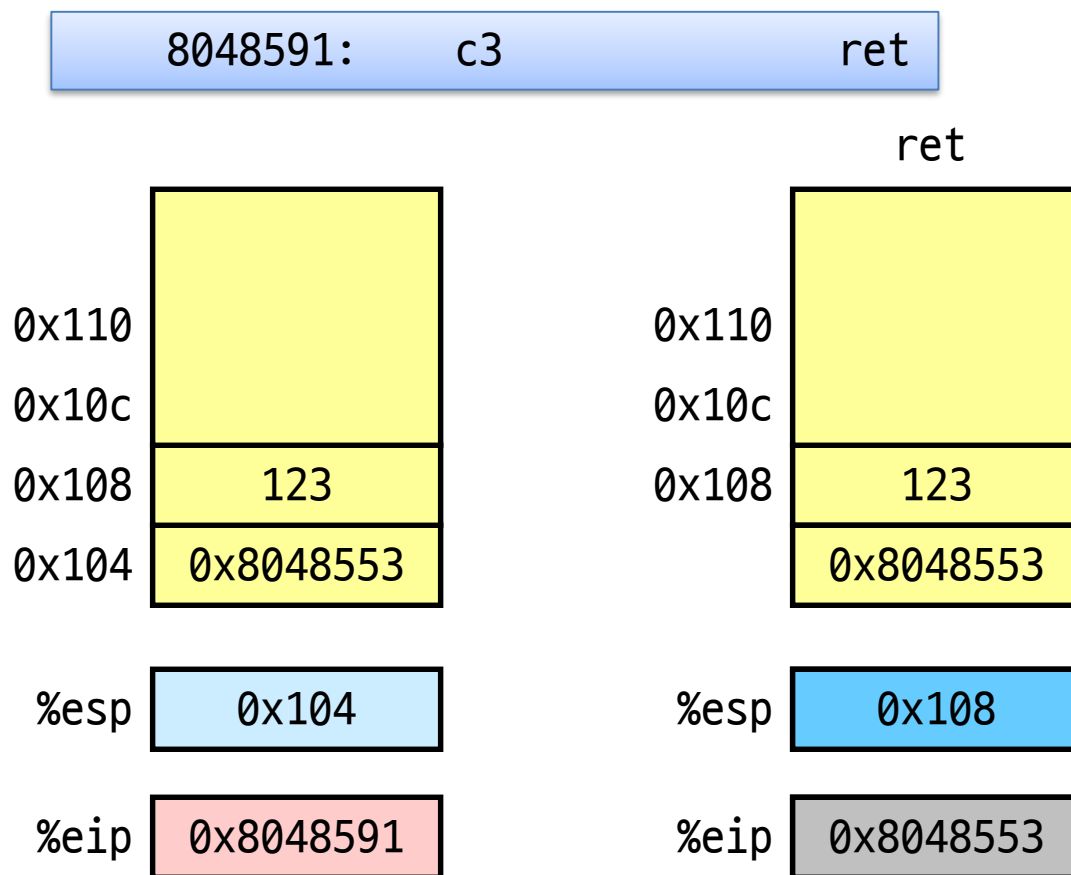 8048591: c3 ret
ret
0x110 0x110
0x10c 0x10c
0x108 123 0x108 123
0x104 0x8048553 0x8048553
%esp 0x104 %esp 0x108
%eip 0x8048591 %eip 0x8048553